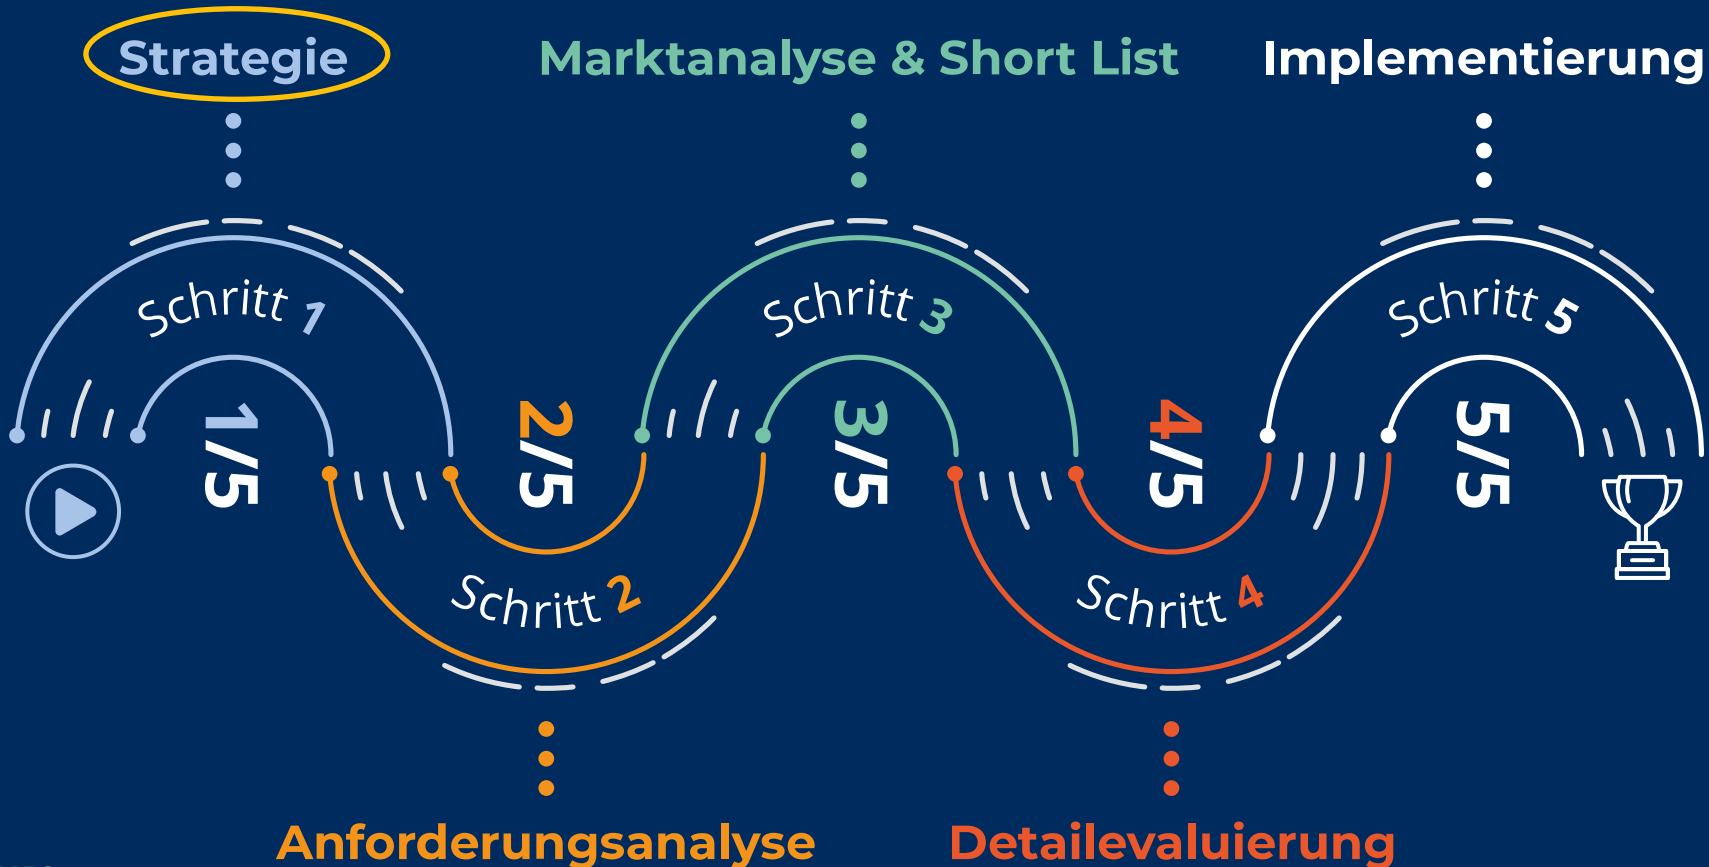 Strategie
Marktanalyse & Short List
Implementierung
Schritt 1
Schritt 3
Schritt 5
1/5
2/5
3/5
4/5
5/5
Schritt 2
Schritt 4
Anforderungsanalyse
Detailevaluierung